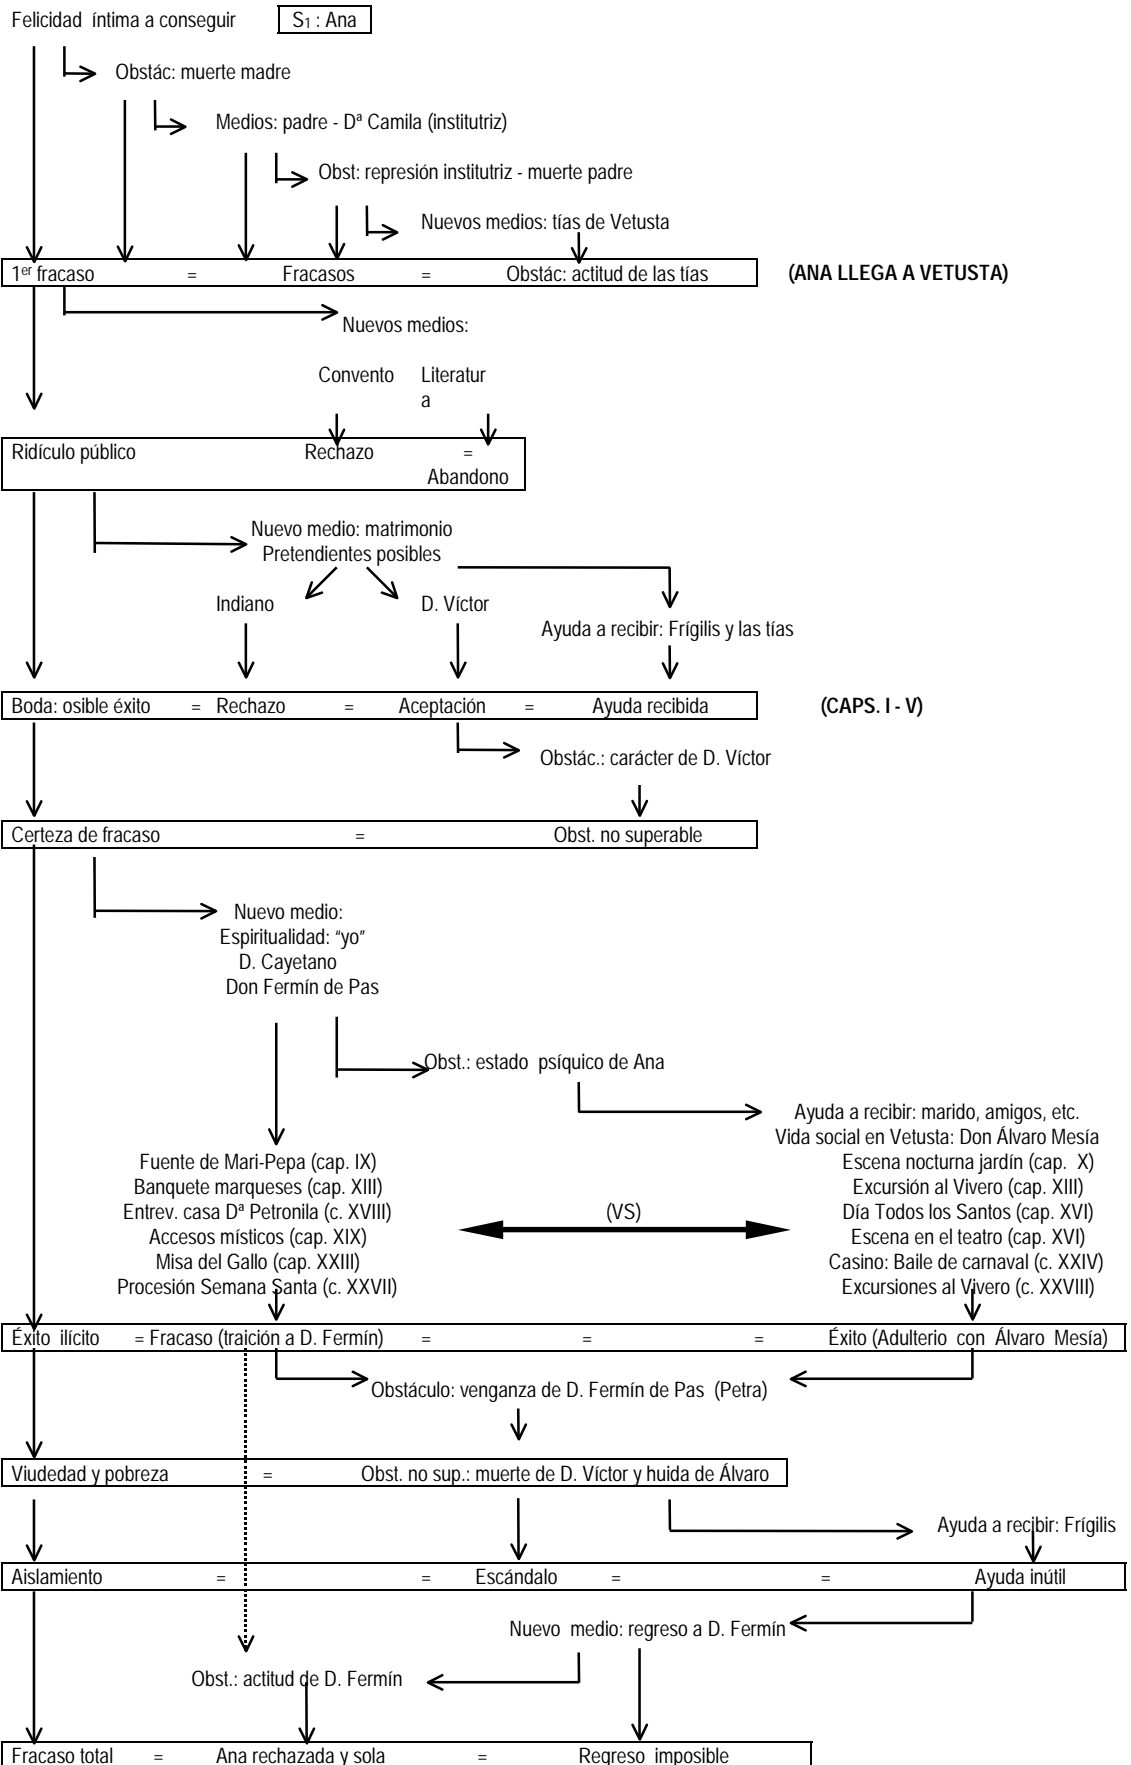 Felicidad íntima a conseguir S1 : Ana
Obstác: muerte madre
Medios: padre - Dª Camila (institutriz)
Obst: represión institutriz - muerte padre
Nuevos medios: tías de Vetusta
1er fracaso = Fracasos = Obstác: actitud de las tías (ANA LLEGA A VETUSTA)
Nuevos medios:
Convento Literatur
a
Ridículo público Rechazo =
Abandono
Nuevo medio: matrimonio
Pretendientes posibles
Indiano D. Víctor
Ayuda a recibir: Frígilis y las tías
Boda: osible éxito = Rechazo = Aceptación = Ayuda recibida (CAPS. I - V)
Obstác.: carácter de D. Víctor
Certeza de fracaso = Obst. no superable
Nuevo medio:
Espiritualidad: “yo”
D. Cayetano
Don Fermín de Pas
Obst.: estado psíquico de Ana
Ayuda a recibir: marido, amigos, etc.
Vida social en Vetusta: Don Álvaro Mesía
Fuente de Mari-Pepa (cap. IX) Escena nocturna jardín (cap. X)
Banquete marqueses (cap. XIII) Excursión al Vivero (cap. XIII)
Entrev. casa Dª Petronila (c. XVIII) (VS) Día Todos los Santos (cap. XVI)
Accesos místicos (cap. XIX) Escena en el teatro (cap. XVI)
Misa del Gallo (cap. XXIII) Casino: Baile de carnaval (c. XXIV)
Procesión Semana Santa (c. XXVII) Excursiones al Vivero (c. XXVIII)
Éxito ilícito = Fracaso (traición a D. Fermín) = = = Éxito (Adulterio con Álvaro Mesía)
Obstáculo: venganza de D. Fermín de Pas (Petra)
Viudedad y pobreza = Obst. no sup.: muerte de D. Víctor y huida de Álvaro
Ayuda a recibir: Frígilis
Aislamiento = = Escándalo = = Ayuda inútil
Nuevo medio: regreso a D. Fermín
Obst.: actitud de D. Fermín
Fracaso total = Ana rechazada y sola = Regreso imposible